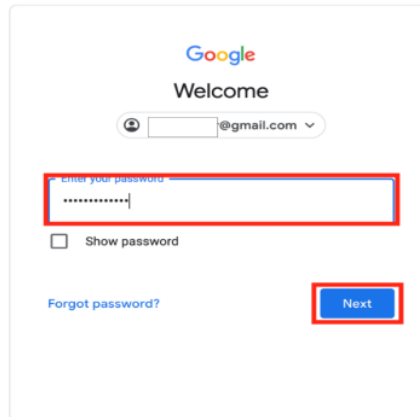 Google
Welcome
@gmail.com
Enter your password
•••••••••••••
Show password
Forgot password?
Next